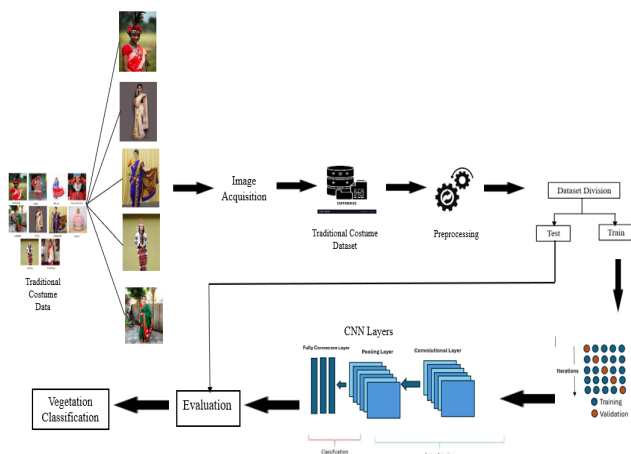 Traditional
Costume
Data
Image
Acquisition
DATABASE
Traditional Costume
Dataset
Preprocessing
Dataset Division
Test
Train
Iterations
Training
Validation
CNN Layers
Fully Connected Layer
Pooling Layer
Convolutional Layer
Classification
Evaluation
Vegetation
Classification